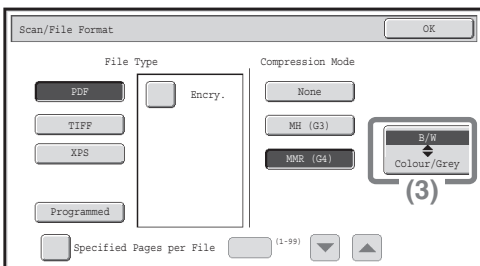 Scan/File Format
OK
File Type
Compression Mode
PDF
Encry.
None
TIFF
MH (G3)
B/W
XPS
MMR (G4)
Colour/Grey
(3)
Programmed
Specified Pages per File
(1-99)